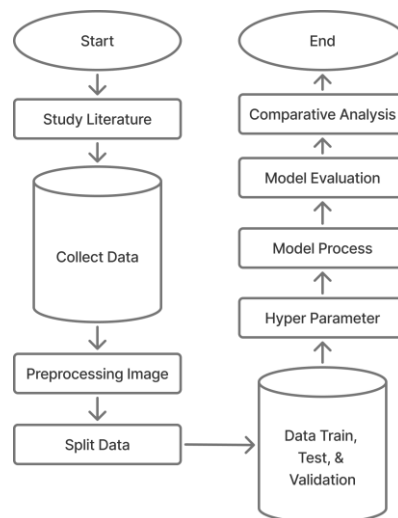 Start
Study Literature
Collect Data
Preprocessing Image
Split Data
Data Train,
Test, &
Validation
Hyper Parameter
Model Process
Model Evaluation
Comparative Analysis
End